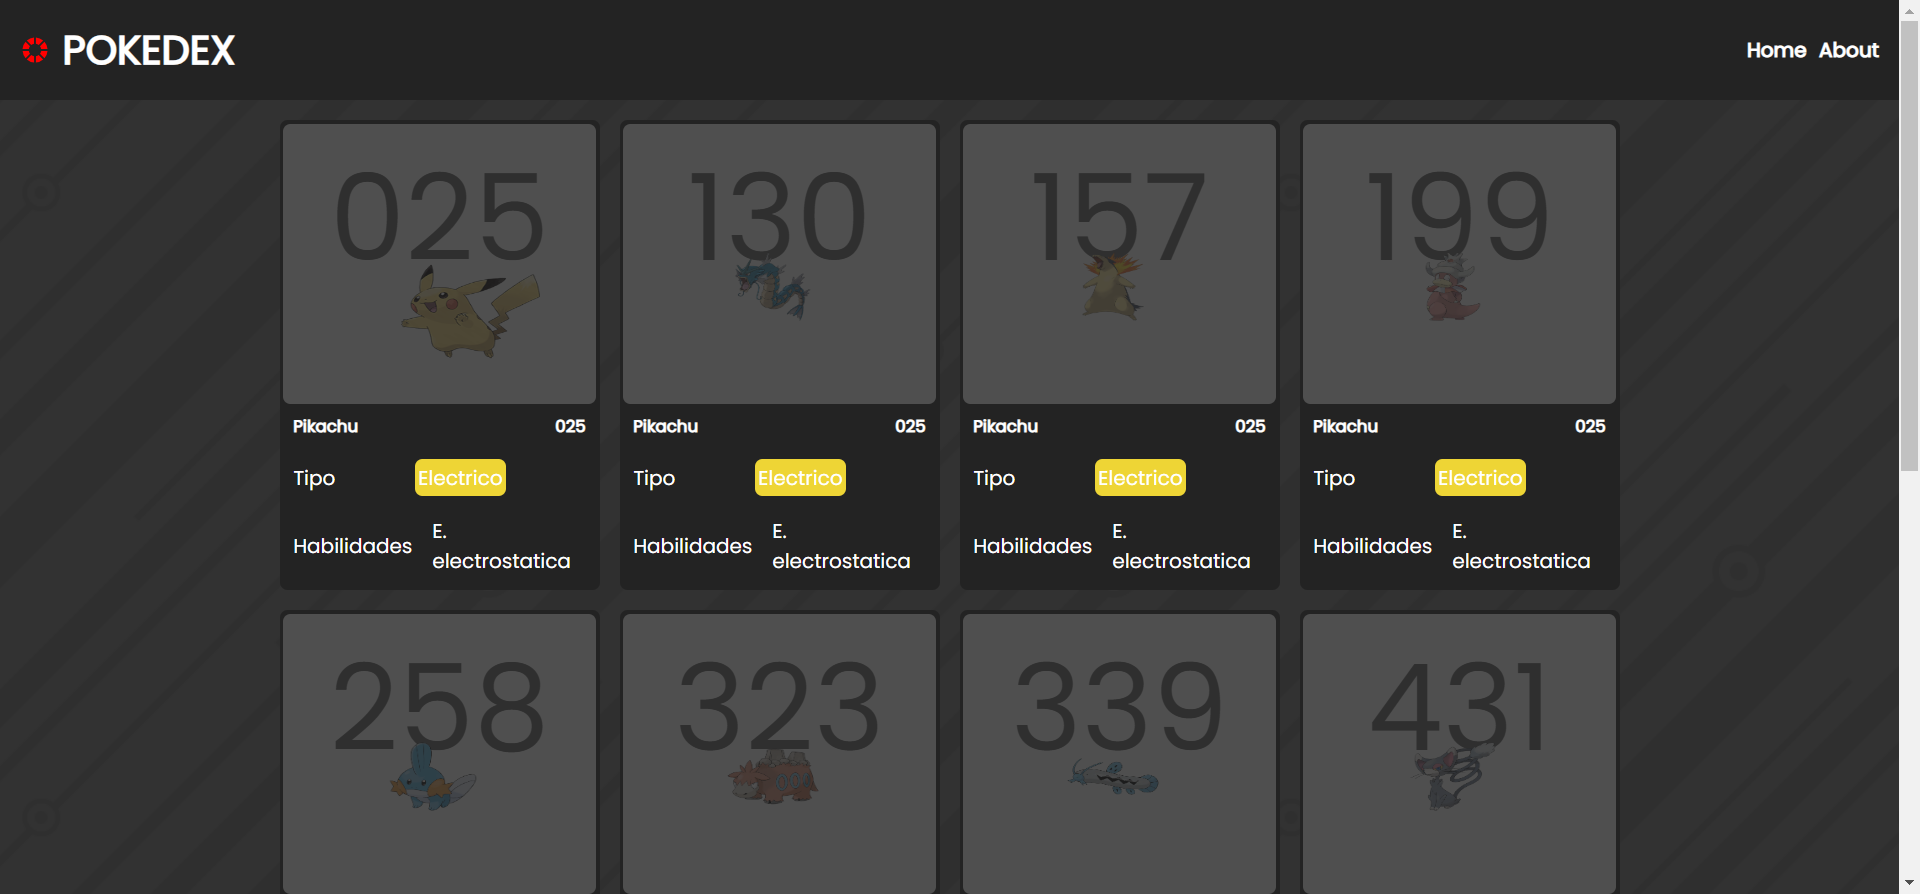 POKEDEX
Home About
025
130
157
199
Pikachu 025
Tipo Electrico
Habilidades E. electrostatica
Pikachu 025
Tipo Electrico
Habilidades E. electrostatica
Pikachu 025
Tipo Electrico
Habilidades E. electrostatica
Pikachu 025
Tipo Electrico
Habilidades E. electrostatica
258
323
339
431